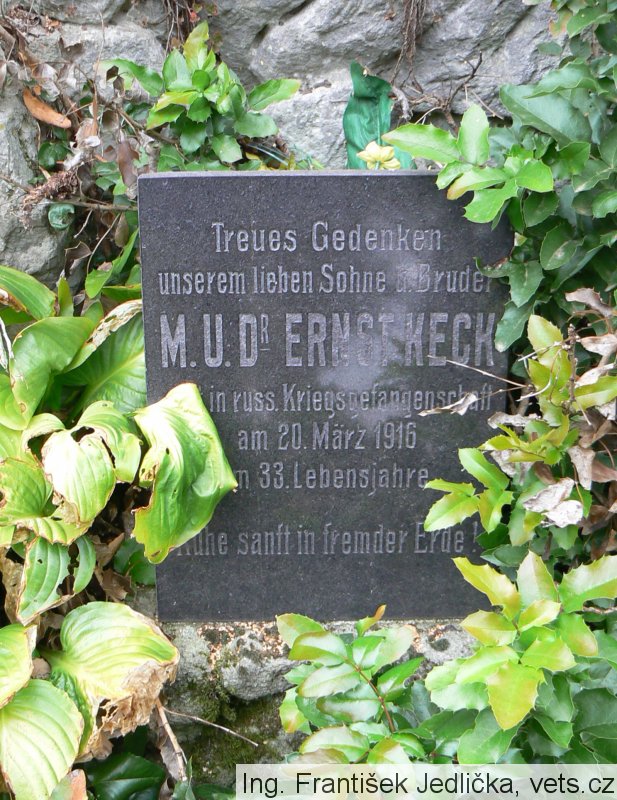 Treues Gedenken
unserem lieben Sohne u. Bruder
M.U.DR ERNST KECK
in russ. Kriegsgefangenschaft
am 20. März 1916
33. Lebensjahre
Ruhe sanft in fremder Erde !
Ing. František Jedlička, vets.cz